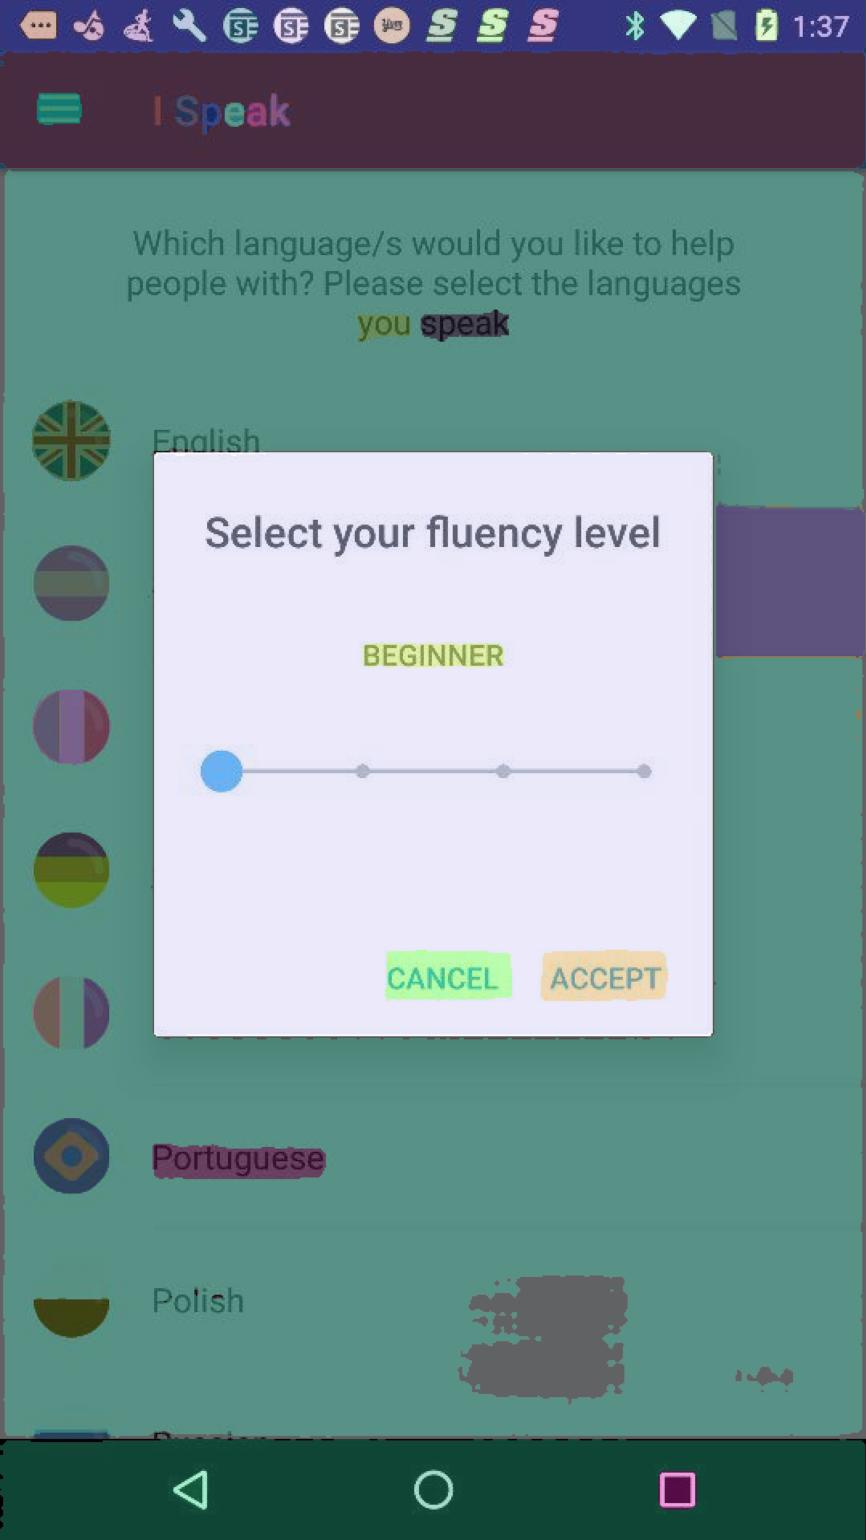 1:37
I Speak
Which language/s would you like to help
people with? Please select the languages
you speak
English
Select your fluency level
BEGINNER
CANCEL
ACCEPT
Portuguese
Polish